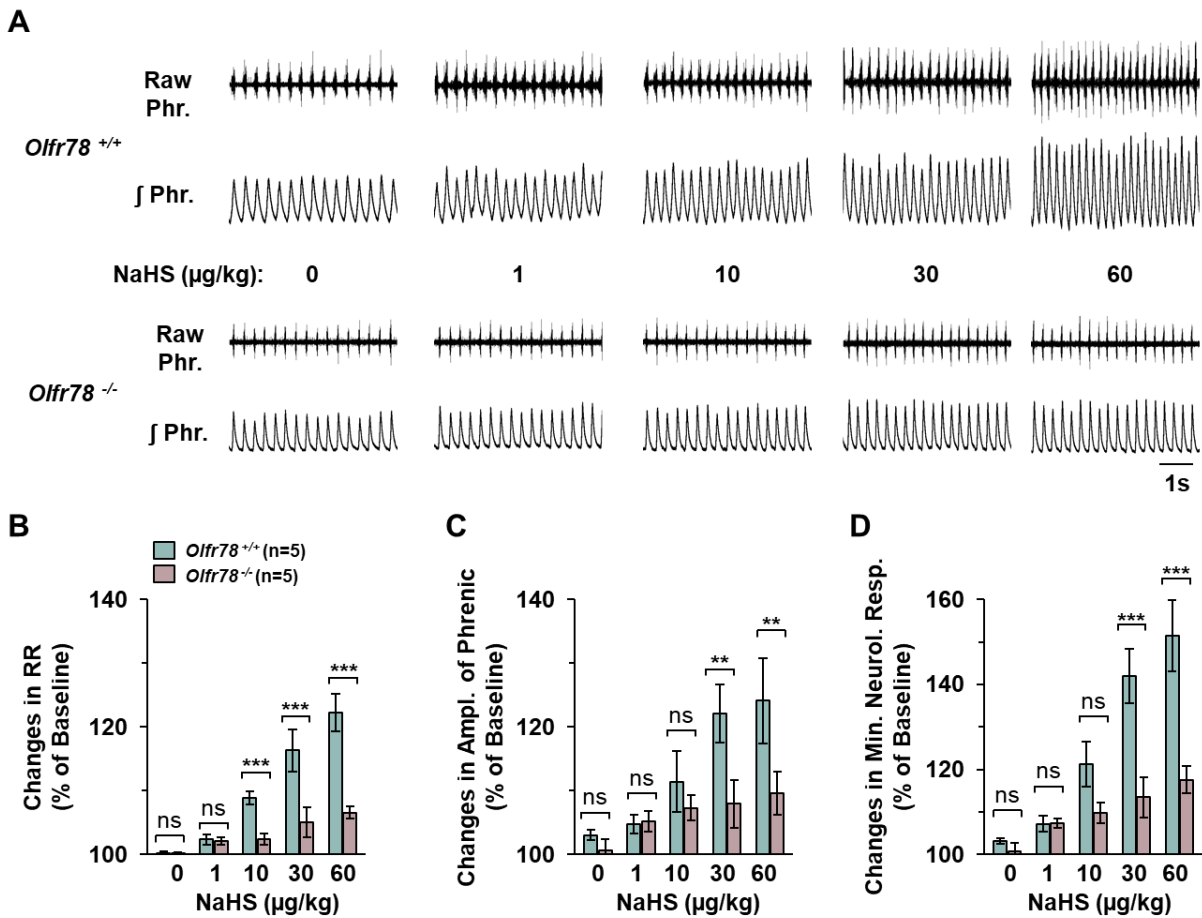 A
Raw
Phr.
Olfr78 +/+
∫ Phr.
NaHS (µg/kg): 0 1 10 30 60
Raw
Phr.
Olfr78 -/-
∫ Phr.
1s
B
Olfr78 +/+ (n=5)
Olfr78 -/- (n=5)
Changes in RR
(% of Baseline)
140
120
100
ns
ns
***
***
***
0 1 10 30 60
NaHS (µg/kg)
C
Changes in Ampl. of Phrenic
(% of Baseline)
140
120
100
ns
ns
ns
**
**
0 1 10 30 60
NaHS (µg/kg)
D
Changes in Min. Neurol. Resp.
(% of Baseline)
160
140
120
100
ns
ns
ns
***
***
0 1 10 30 60
NaHS (µg/kg)